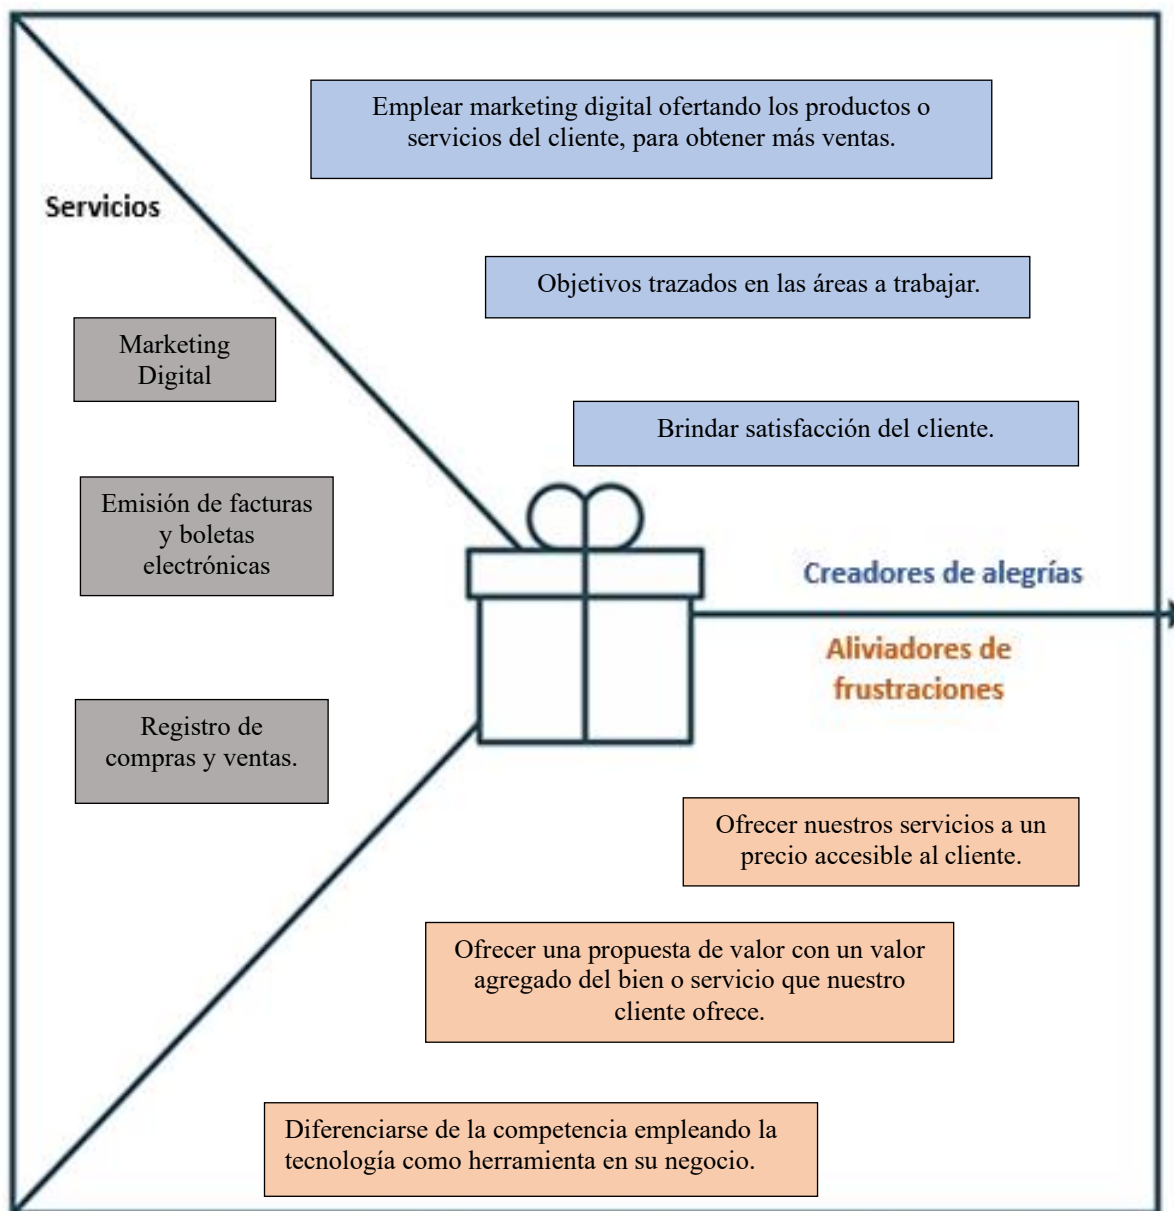 Emplear marketing digital ofertando los productos o
servicios del cliente, para obtener más ventas.
Servicios
Objetivos trazados en las áreas a trabajar.
Marketing
Digital
Brindar satisfacción del cliente.
Emisión de facturas
y boletas
electrónicas
Creadores de alegrías
Aliviadores de
frustraciones
Registro de
compras y ventas.
Ofrecer nuestros servicios a un
precio accesible al cliente.
Ofrecer una propuesta de valor con un valor
agregado del bien o servicio que nuestro
cliente ofrece.
Diferenciarse de la competencia empleando la
tecnología como herramienta en su negocio.